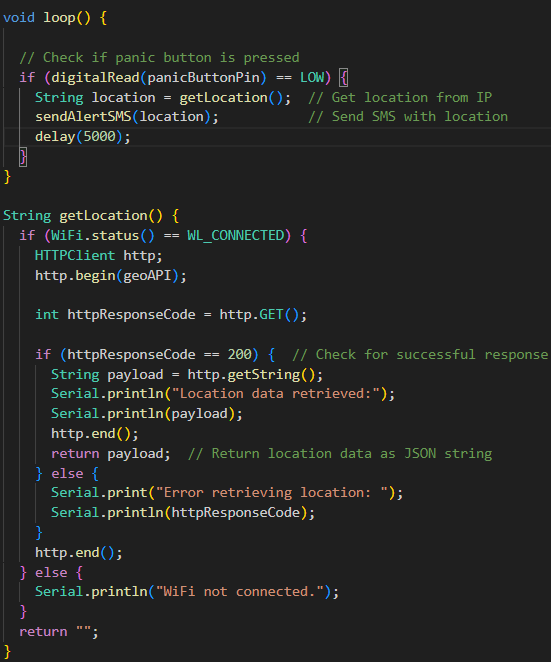 void loop() {
// Check if panic button is pressed
if (digitalRead(panicButtonPin) == LOW) {
String location = getLocation();  // Get location from IP
sendAlertSMS(location);           // Send SMS with location
delay(5000);
}
}
String getLocation() {
if (WiFi.status() == WL_CONNECTED) {
HTTPClient http;
http.begin(geoAPI);
int httpResponseCode = http.GET();
if (httpResponseCode == 200) {  // Check for successful response
String payload = http.getString();
Serial.println("Location data retrieved:");
Serial.println(payload);
http.end();
return payload;  // Return location data as JSON string
} else {
Serial.print("Error retrieving location: ");
Serial.println(httpResponseCode);
}
http.end();
} else {
Serial.println("WiFi not connected.");
}
return "";
}